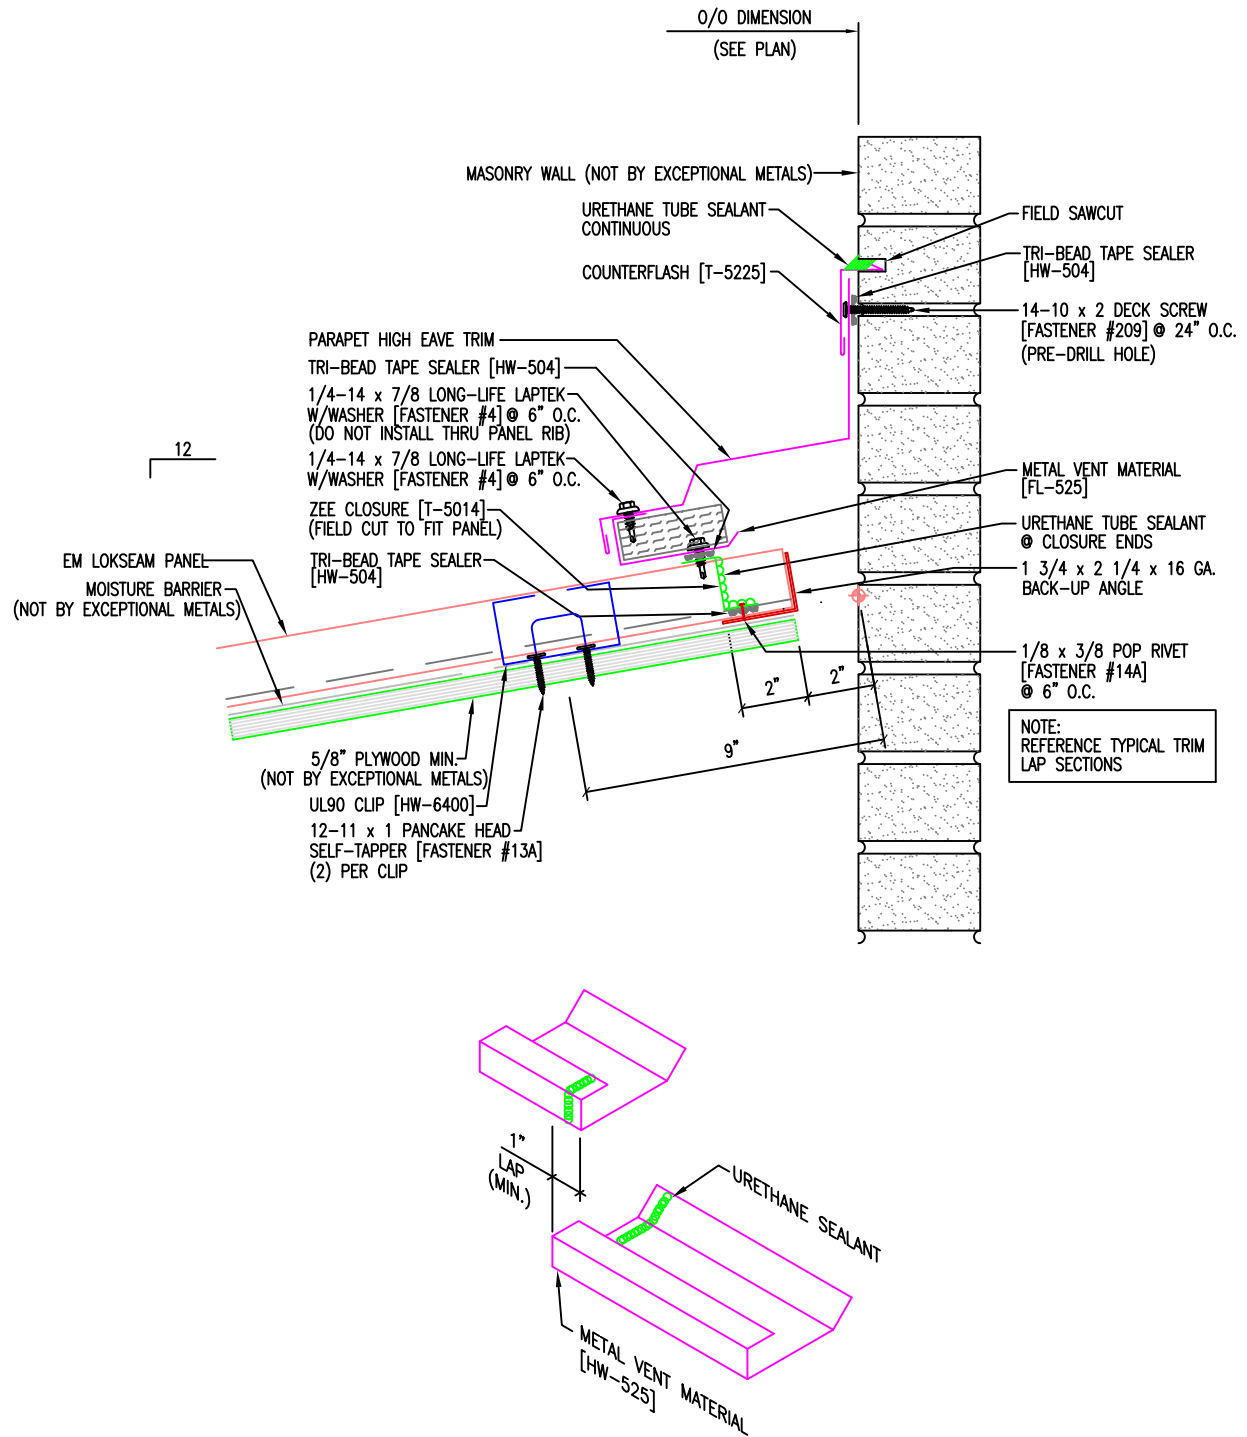 O/O DIMENSION
(SEE PLAN)
MASONRY WALL (NOT BY EXCEPTIONAL METALS)
URETHANE TUBE SEALANT
CONTINUOUS
COUNTERFLASH [T-5225]
FIELD SAWCUT
TRI-BEAD TAPE SEALER
[HW-504]
14-10 x 2 DECK SCREW
[FASTENER #209] @ 24" O.C.
(PRE-DRILL HOLE)
PARAPET HIGH EAVE TRIM
TRI-BEAD TAPE SEALER [HW-504]
1/4-14 x 7/8 LONG-LIFE LAPTEK
W/WASHER [FASTENER #4] @ 6" O.C.
(DO NOT INSTALL THRU PANEL RIB)
1/4-14 x 7/8 LONG-LIFE LAPTEK
W/WASHER [FASTENER #4] @ 6" O.C.
ZEE CLOSURE [T-5014]
(FIELD CUT TO FIT PANEL)
TRI-BEAD TAPE SEALER
[HW-504]
12
EM LOKSEAM PANEL
MOISTURE BARRIER
(NOT BY EXCEPTIONAL METALS)
METAL VENT MATERIAL
[FL-525]
URETHANE TUBE SEALANT
@ CLOSURE ENDS
1 3/4 x 2 1/4 x 16 GA.
BACK-UP ANGLE
1/8 x 3/8 POP RIVET
[FASTENER #14A]
@ 6" O.C.
2"
2"
9"
NOTE:
REFERENCE TYPICAL TRIM
LAP SECTIONS
5/8" PLYWOOD MIN.
(NOT BY EXCEPTIONAL METALS)
UL90 CLIP [HW-6400]
12-11 x 1 PANCAKE HEAD
SELF-TAPPER [FASTENER #13A]
(2) PER CLIP
1"
LAP
(MIN.)
URETHANE SEALANT
METAL VENT MATERIAL
[HW-525]